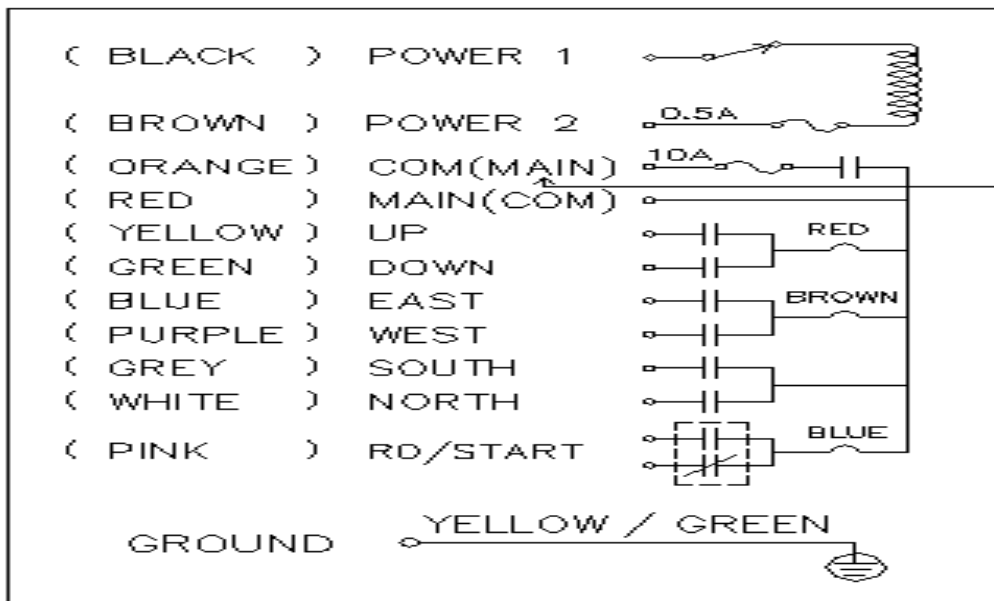 ( BLACK ) POWER 1
( BROWN ) POWER 2 0.5A
( ORANGE ) COM(MAIN) 10A
( RED ) MAIN(COM)
( YELLOW ) UP RED
( GREEN ) DOWN
( BLUE ) EAST BROWN
( PURPLE ) WEST
( GREY ) SOUTH
( WHITE ) NORTH
( PINK ) RD/START BLUE
GROUND YELLOW / GREEN